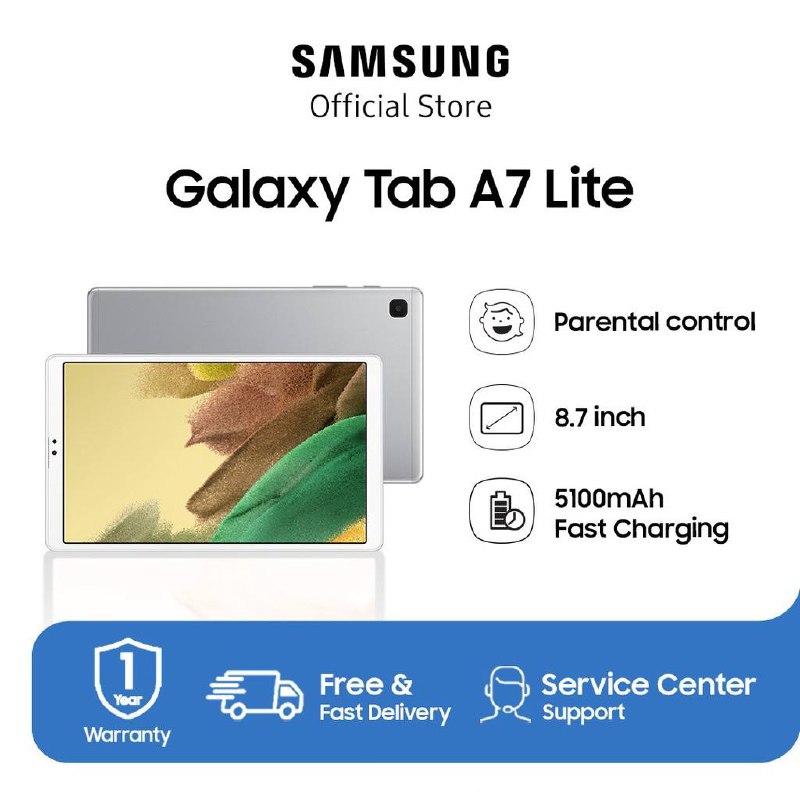 SAMSUNG
Official Store
Galaxy Tab A7 Lite
Parental control
8.7 inch
5100mAh
Fast Charging
1
Year
Warranty
Free &
Fast Delivery
Service Center
Support